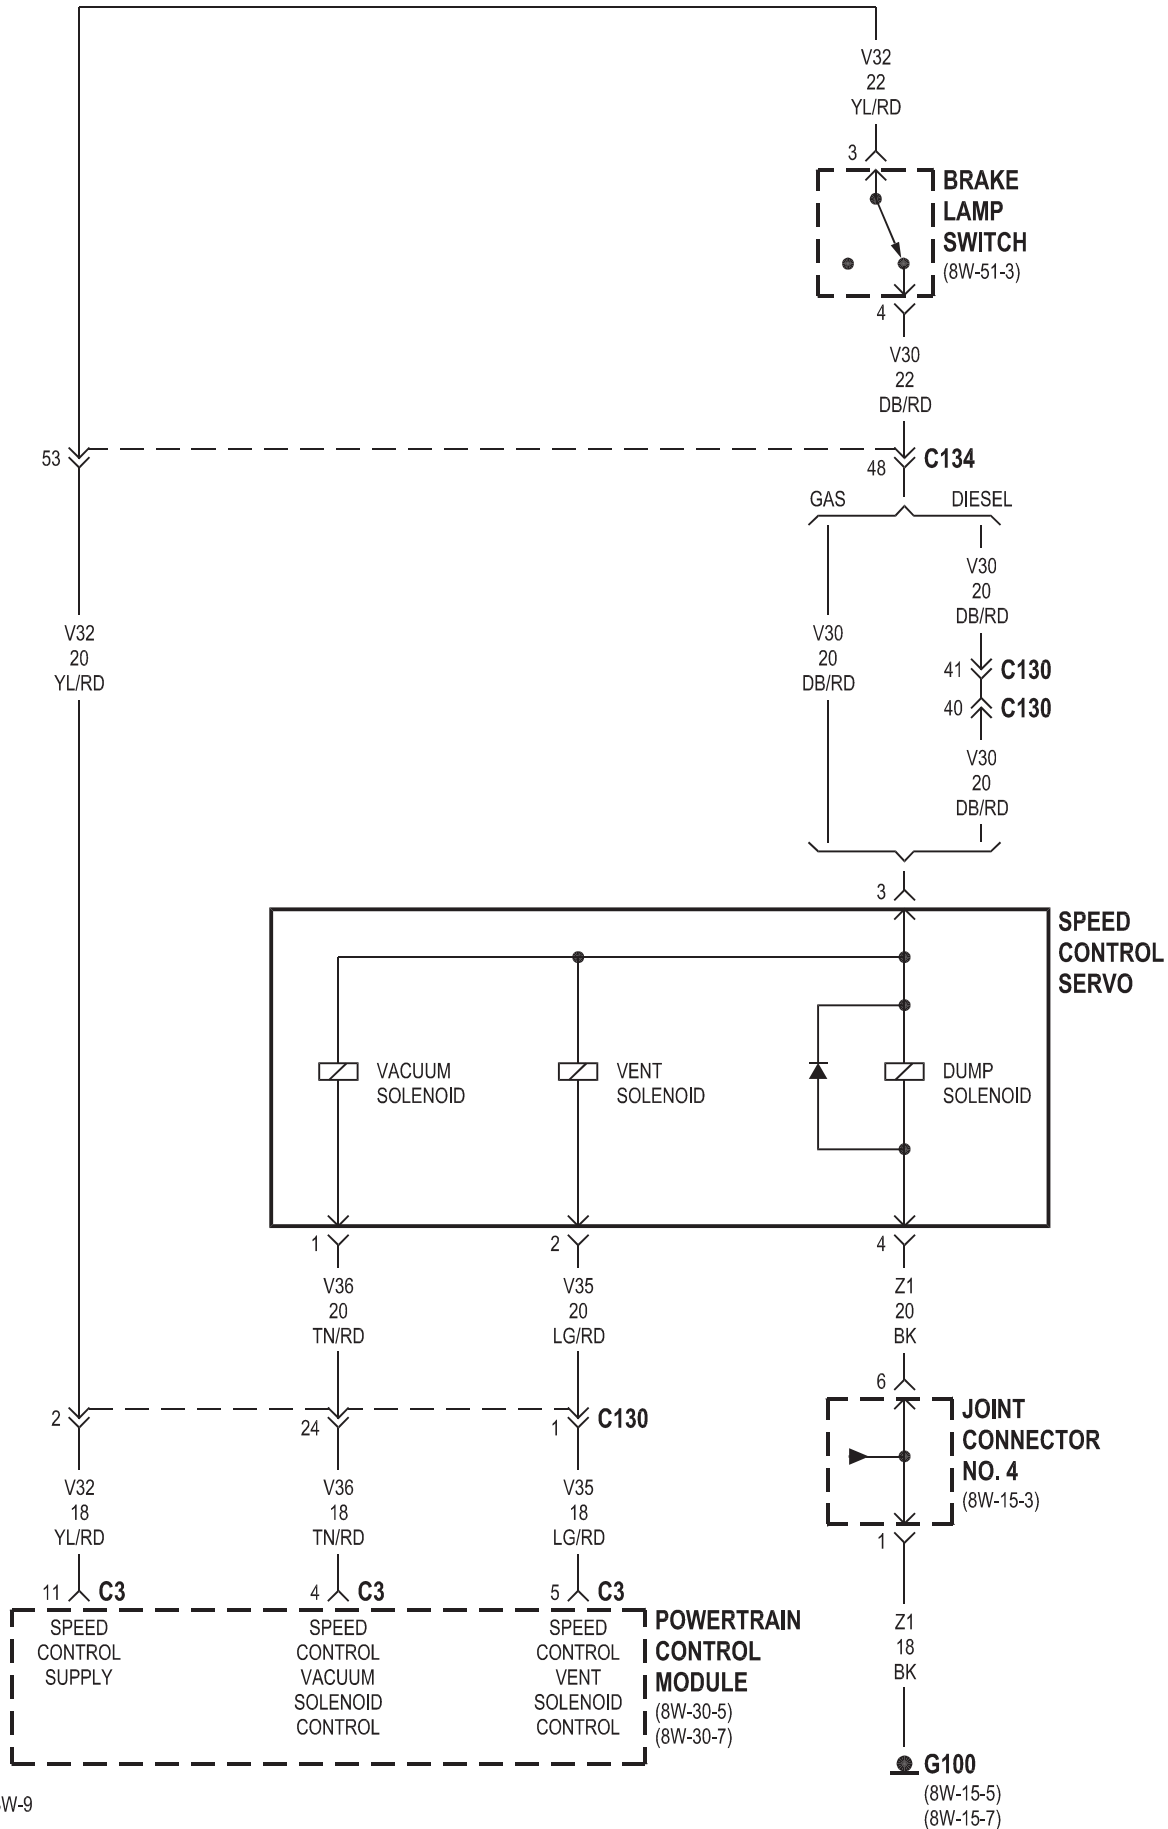 V32
22
YL/RD
3
BRAKE
LAMP
SWITCH
(8W-51-3)
4
V30
22
DB/RD
53
48
C134
GAS
DIESEL
V30
20
DB/RD
V32
20
YL/RD
V30
20
DB/RD
41 C130
40 C130
V30
20
DB/RD
3
SPEED
CONTROL
SERVO
VACUUM
SOLENOID
VENT
SOLENOID
DUMP
SOLENOID
1
2
4
V36
20
TN/RD
V35
20
LG/RD
Z1
20
BK
6
2
24
1
C130
JOINT
CONNECTOR
NO. 4
(8W-15-3)
V32
18
YL/RD
V36
18
TN/RD
V35
18
LG/RD
1
11 C3
4 C3
5 C3
SPEED
CONTROL
SUPPLY
SPEED
CONTROL
VACUUM
SOLENOID
CONTROL
SPEED
CONTROL
VENT
SOLENOID
CONTROL
POWERTRAIN
CONTROL
MODULE
(8W-30-5)
(8W-30-7)
Z1
18
BK
G100
(8W-15-5)
(8W-15-7)
W-9